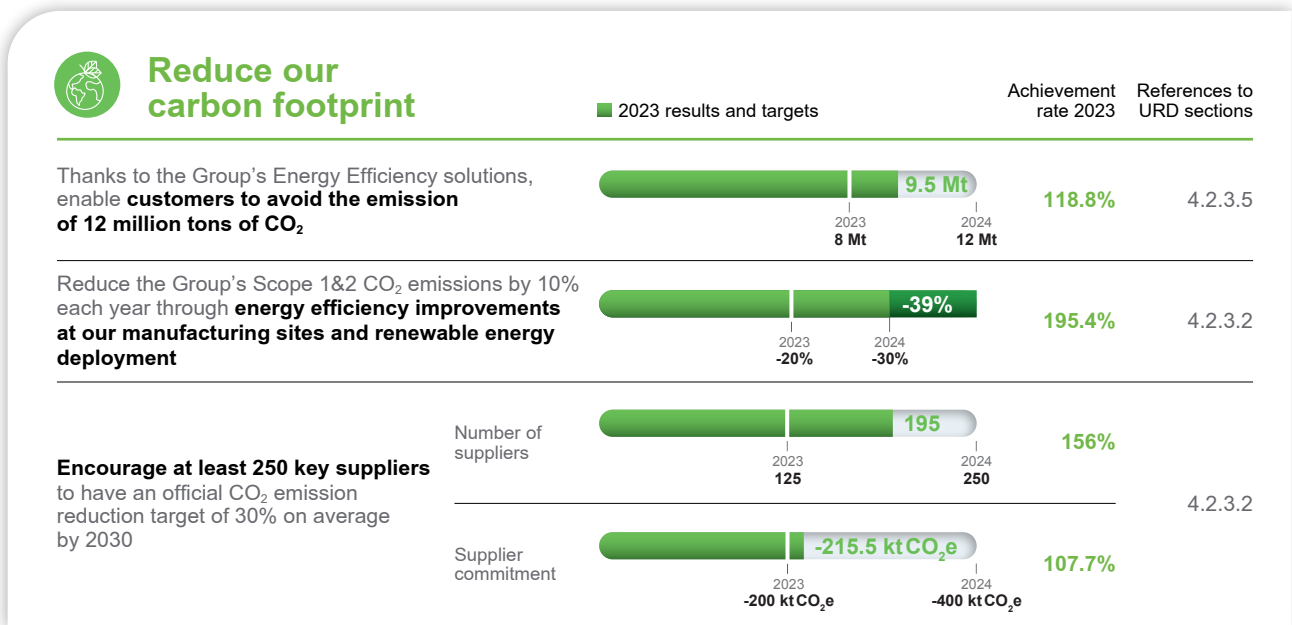 Reduce our
carbon footprint
2023 results and targets
Achievement
rate 2023
References to
URD sections
Thanks to the Group's Energy Efficiency solutions,
enable customers to avoid the emission
of 12 million tons of CO₂
9.5 Mt
2023
8 Mt
2024
12 Mt
118.8%
4.2.3.5
Reduce the Group's Scope 1&2 CO₂ emissions by 10%
each year through energy efficiency improvements
at our manufacturing sites and renewable energy
deployment
-39%
2023
-20%
2024
-30%
195.4%
4.2.3.2
Encourage at least 250 key suppliers
to have an official CO₂ emission
reduction target of 30% on average
by 2030
Number of
suppliers
195
2023
125
2024
250
156%
4.2.3.2
Supplier
commitment
-215.5 kt CO₂e
2023
-200 kt CO₂e
2024
-400 kt CO₂e
107.7%